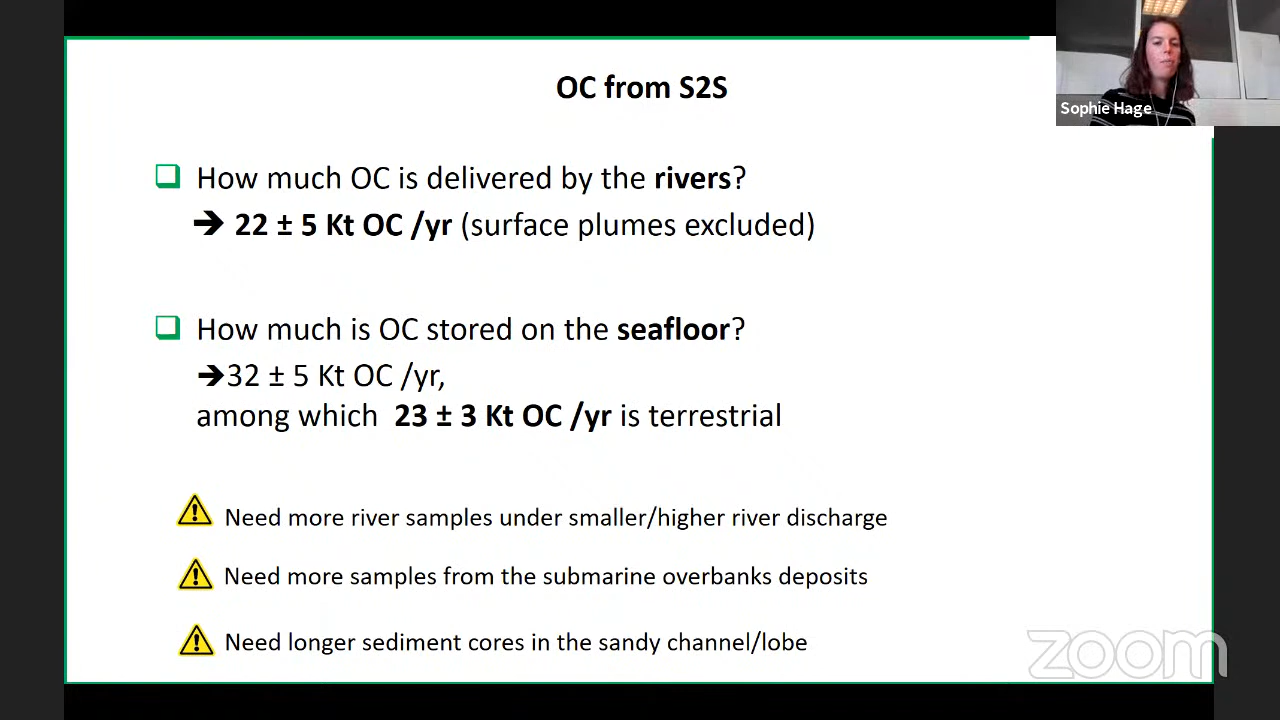 OC from S2S
Sophie Hage
How much OC is delivered by the rivers?
➔ 22 ± 5 Kt OC /yr (surface plumes excluded)
How much is OC stored on the seafloor?
➔32 ± 5 Kt OC /yr,
among which 23 ± 3 Kt OC /yr is terrestrial
Need more river samples under smaller/higher river discharge
Need more samples from the submarine overbanks deposits
Need longer sediment cores in the sandy channel/lobe
zoom